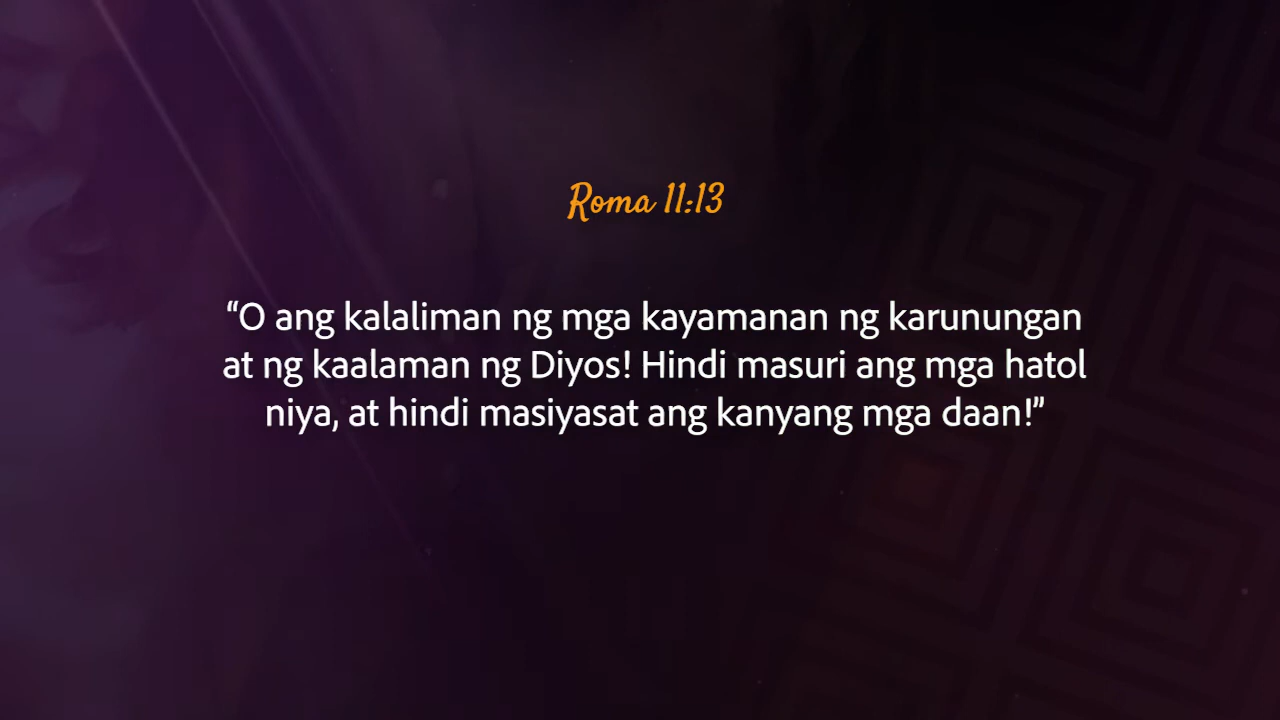 Roma 11:13
“O ang kalaliman ng mga kayamanan ng karunungan
at ng kaalaman ng Diyos! Hindi masuri ang mga hatol
niya, at hindi masiyasat ang kanyang mga daan!”